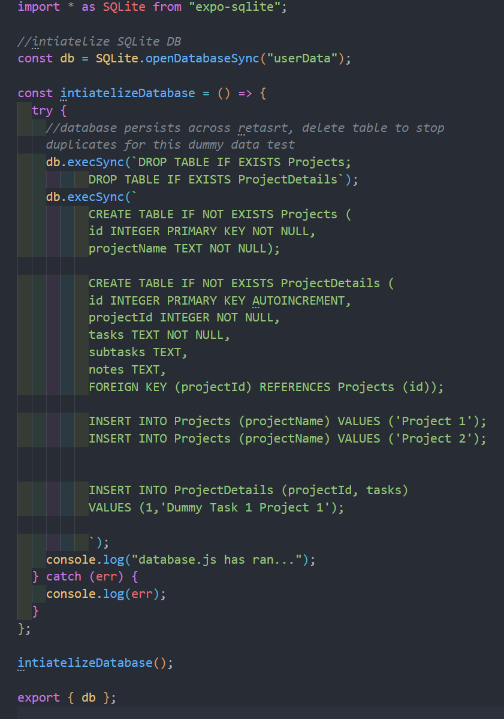 import * as SQLite from "expo-sqlite";
//intiatelize SQLite DB
const db = SQLite.openDatabaseSync("userData");
const intiatelizeDatabase = () => {
try {
//database persists across retasrt, delete table to stop
duplicates for this dummy data test
db.execSync(`DROP TABLE IF EXISTS Projects;
DROP TABLE IF EXISTS ProjectDetails`);
db.execSync(`
CREATE TABLE IF NOT EXISTS Projects (
id INTEGER PRIMARY KEY NOT NULL,
projectName TEXT NOT NULL);
CREATE TABLE IF NOT EXISTS ProjectDetails (
id INTEGER PRIMARY KEY AUTOINCREMENT,
projectId INTEGER NOT NULL,
tasks TEXT NOT NULL,
subtasks TEXT,
notes TEXT,
FOREIGN KEY (projectId) REFERENCES Projects (id));
INSERT INTO Projects (projectName) VALUES ('Project 1');
INSERT INTO Projects (projectName) VALUES ('Project 2');
INSERT INTO ProjectDetails (projectId, tasks)
VALUES (1,'Dummy Task 1 Project 1');
`);
console.log("database.js has ran...");
} catch (err) {
console.log(err);
}
};
intiatelizeDatabase();
export { db };